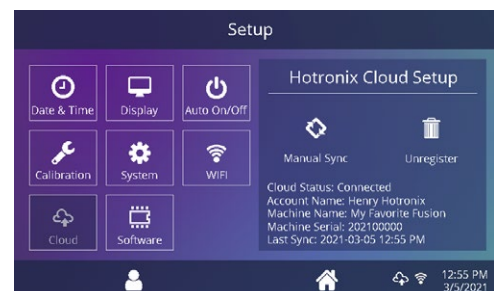 Setup
Date & Time
Display
Auto On/Off
Calibration
System
WIFI
Cloud
Software
Hotronix Cloud Setup
Manual Sync
Unregister
Cloud Status: Connected
Account Name: Henry Hotronix
Machine Name: My Favorite Fusion
Machine Serial: 202100000
Last Sync: 2021-03-05 12:55 PM
12:55 PM
3/5/2021